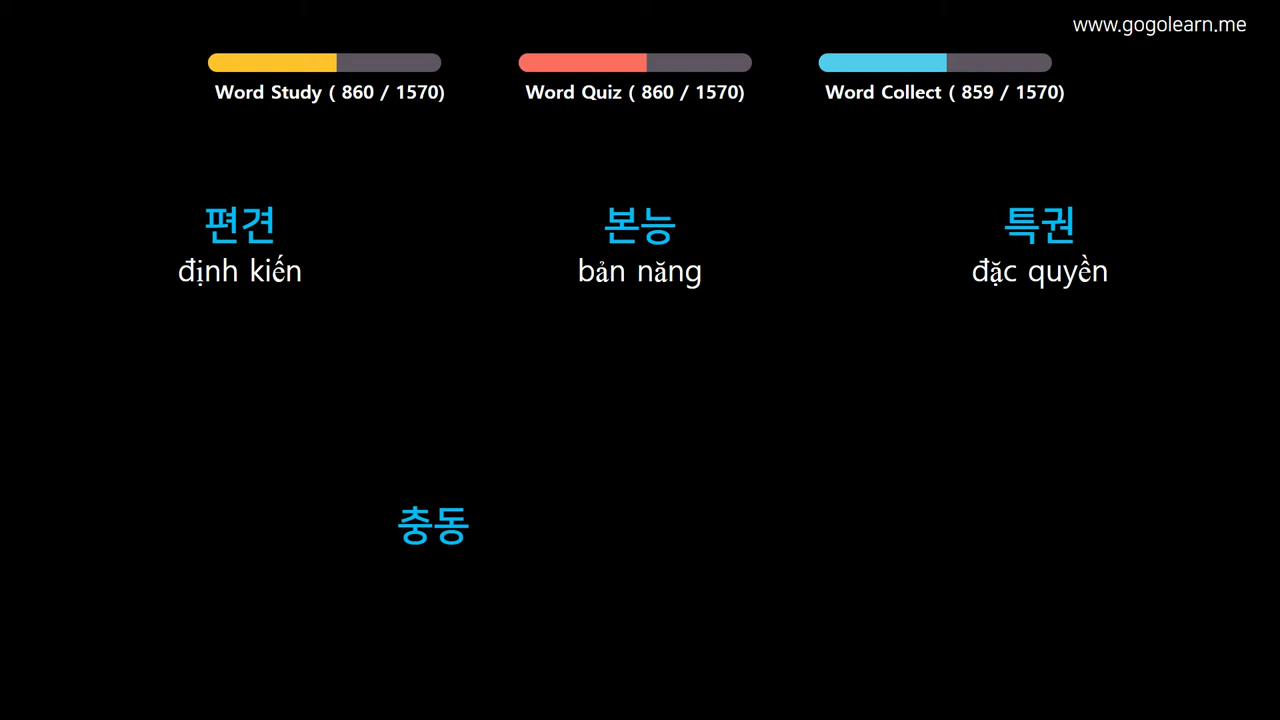 www.gogolearn.me
Word Study ( 860 / 1570)
Word Quiz ( 860 / 1570)
Word Collect ( 859 / 1570)
편견
định kiến
본능
bản năng
특권
đặc quyền
충동